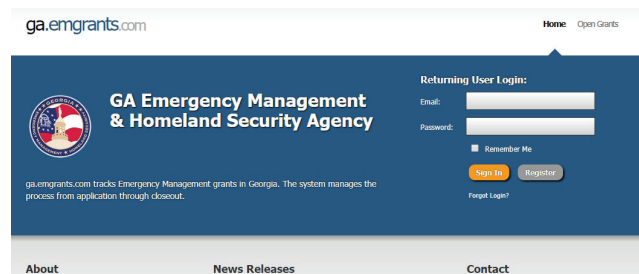 ga.emgrants.com
Home Open Grants
Returning User Login:
GA Emergency Management
& Homeland Security Agency
Email:
Password:
Remember Me
Sign In Register
Forgot Login?
ga.emgrants.com tracks Emergency Management grants in Georgia. The system manages the
process from application through closeout.
About News Releases Contact